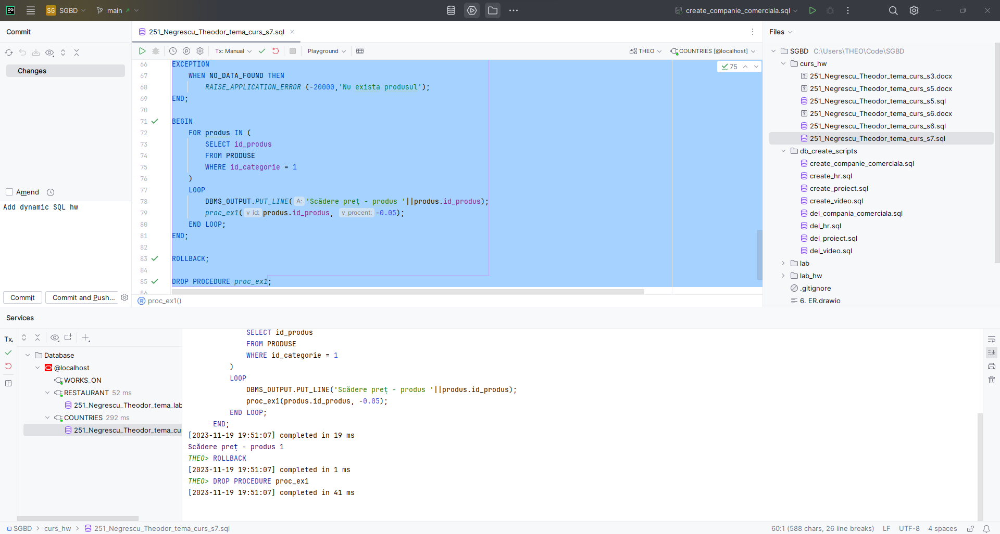 DG
SG SGBD
main
create_companie_comerciala.sql
Commit
Changes
Amend
Add dynamic SQL hw
Commit
Commit and Push...
251_Negrescu_Theodor_tema_curs_s7.sql
Tx: Manual
Playground
THEO
COUNTRIES [@localhost]
75
66 EXCEPTION
67 WHEN NO_DATA_FOUND THEN
68 RAISE_APPLICATION_ERROR (-20000,'Nu exista produsul');
69 END;
70
71 BEGIN
72 FOR produs IN (
73 SELECT id_produs
74 FROM PRODUSE
75 WHERE id_categorie = 1
76 )
77 LOOP
78 DBMS_OUTPUT.PUT_LINE( A: 'Scădere preț - produs '||produs.id_produs);
79 proc_ex1( v_id: produs.id_produs, v_procent: -0.05);
80 END LOOP;
81 END;
82
83 ROLLBACK;
84
85 DROP PROCEDURE proc_ex1;
86
proc_ex1()
Files
SGBD C:\Users\THEO\Code\SGBD
curs_hw
251_Negrescu_Theodor_tema_curs_s3.docx
251_Negrescu_Theodor_tema_curs_s5.docx
251_Negrescu_Theodor_tema_curs_s5.sql
251_Negrescu_Theodor_tema_curs_s6.docx
251_Negrescu_Theodor_tema_curs_s6.sql
251_Negrescu_Theodor_tema_curs_s7.sql
db_create_scripts
create_companie_comerciala.sql
create_hr.sql
create_proiect.sql
create_video.sql
del_compania_comerciala.sql
del_hr.sql
del_proiect.sql
del_video.sql
lab
lab_hw
.gitignore
6. ER.drawio
Services
Tx
Database
@localhost
WORKS_ON
RESTAURANT 52 ms
251_Negrescu_Theodor_tema_lab
COUNTRIES 292 ms
251_Negrescu_Theodor_tema_cu
SELECT id_produs
FROM PRODUSE
WHERE id_categorie = 1
)
LOOP
DBMS_OUTPUT.PUT_LINE('Scădere preț - produs '||produs.id_produs);
proc_ex1(produs.id_produs, -0.05);
END LOOP;
END;
[2023-11-19 19:51:07] completed in 19 ms
Scădere preț - produs 1
THEO> ROLLBACK
[2023-11-19 19:51:07] completed in 1 ms
THEO> DROP PROCEDURE proc_ex1
[2023-11-19 19:51:07] completed in 41 ms
SGBD > curs_hw > 251_Negrescu_Theodor_tema_curs_s7.sql
60:1 (588 chars, 26 line breaks) LF UTF-8 4 spaces